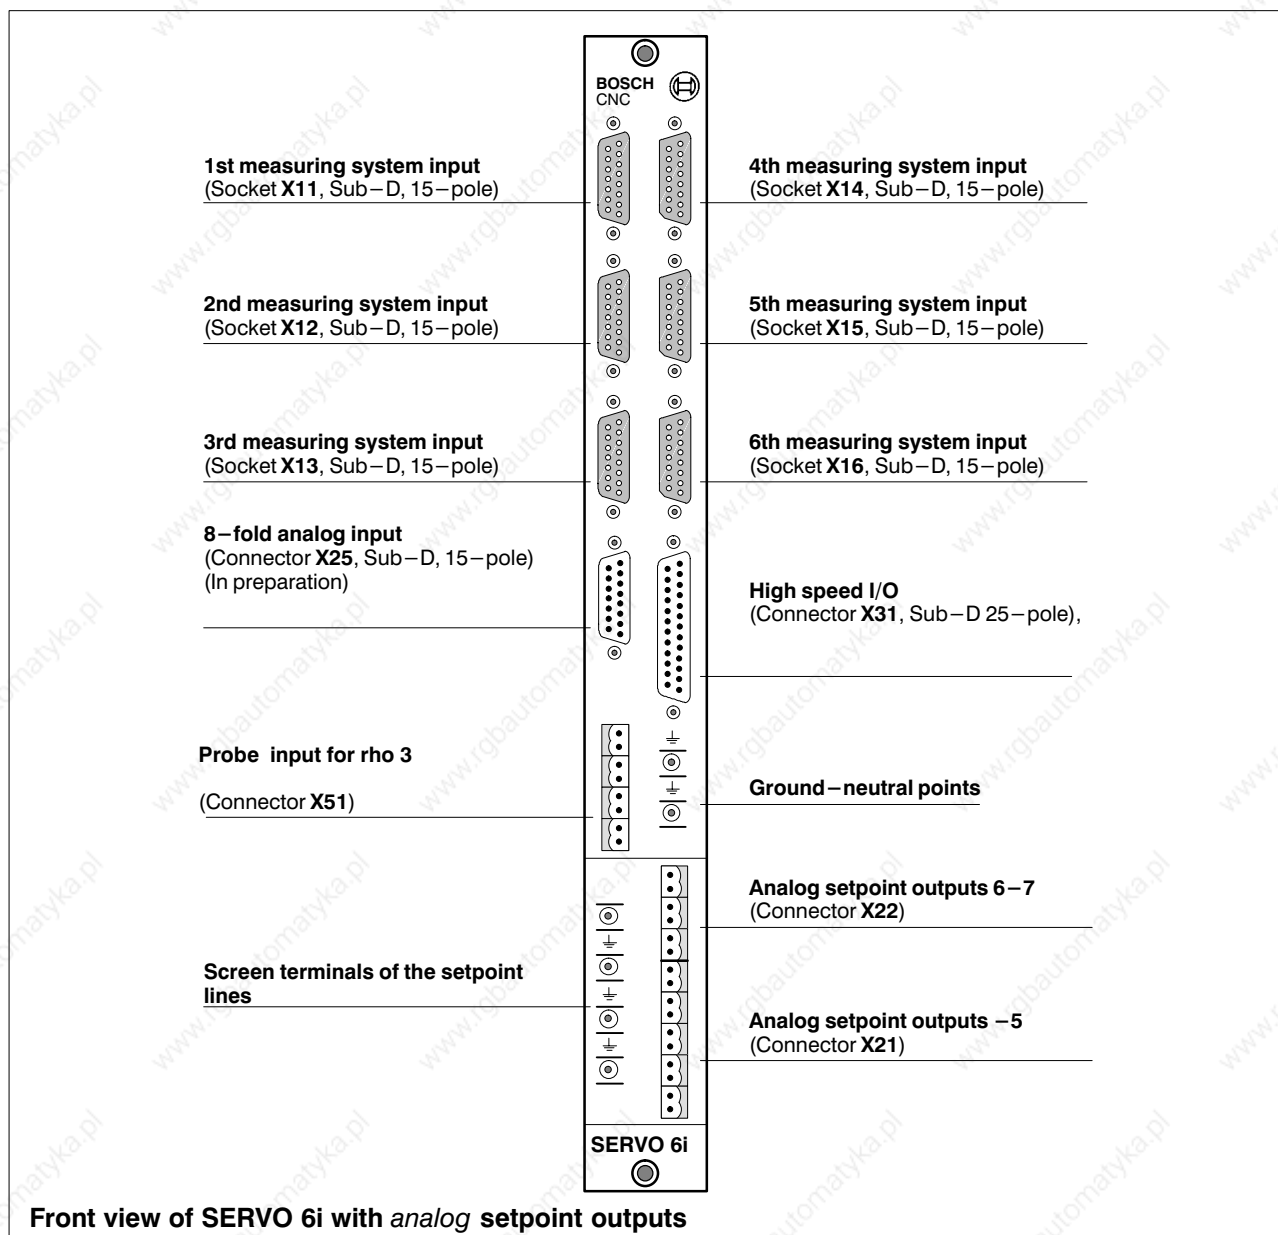 BOSCH
CNC
1st measuring system input
(Socket X11, Sub–D, 15–pole)
2nd measuring system input
(Socket X12, Sub–D, 15–pole)
3rd measuring system input
(Socket X13, Sub–D, 15–pole)
8–fold analog input
(Connector X25, Sub–D, 15–pole)
(In preparation)
Probe input for rho 3
(Connector X51)
Screen terminals of the setpoint
lines
4th measuring system input
(Socket X14, Sub–D, 15–pole)
5th measuring system input
(Socket X15, Sub–D, 15–pole)
6th measuring system input
(Socket X16, Sub–D, 15–pole)
High speed I/O
(Connector X31, Sub–D 25–pole),
Ground–neutral points
Analog setpoint outputs 6–7
(Connector X22)
Analog setpoint outputs –5
(Connector X21)
SERVO 6i
Front view of SERVO 6i with analog setpoint outputs
www.rgbautomatyka.pl